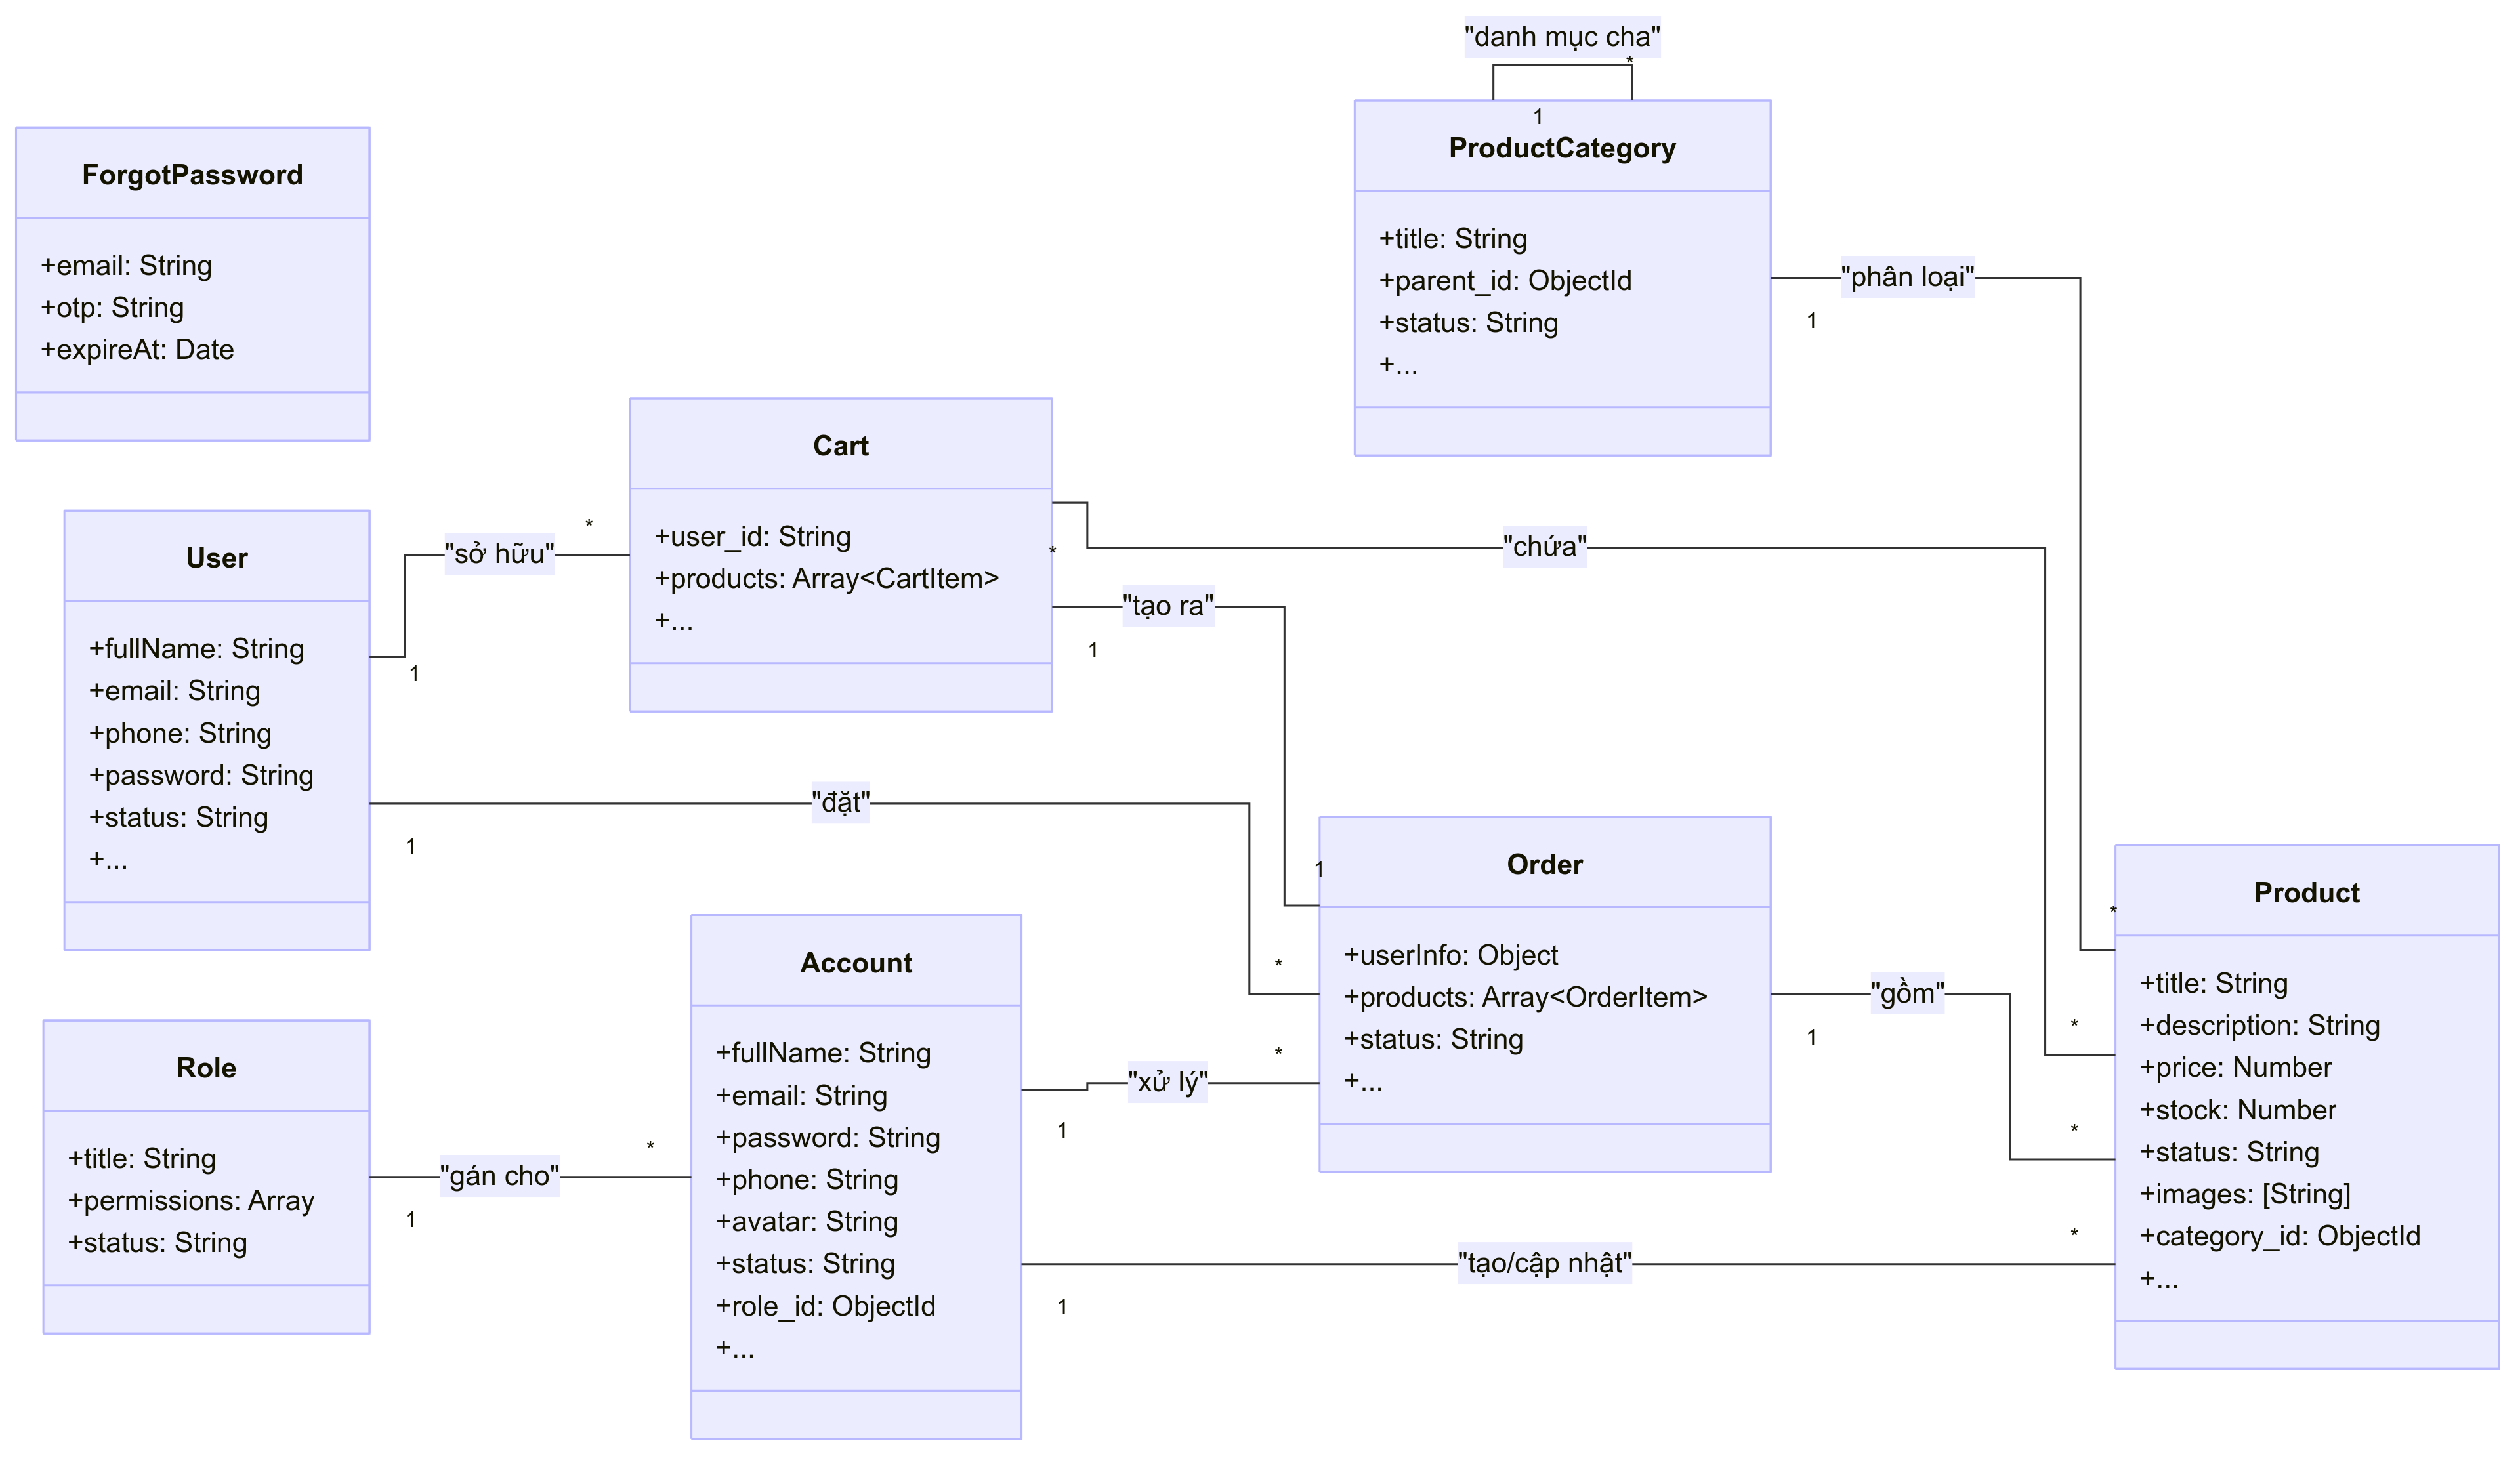 "danh mục cha"
*
1
ProductCategory
+title: String
+parent_id: ObjectId
+status: String
+...
"phân loại"
1
*
ForgotPassword
+email: String
+otp: String
+expireAt: Date
Cart
+user_id: String
+products: Array<CartItem>
+...
"sở hữu"
*
1
*
"chứa"
*
"tạo ra"
1
1
User
+fullName: String
+email: String
+phone: String
+password: String
+status: String
+...
"đặt"
1
*
Order
+userInfo: Object
+products: Array<OrderItem>
+status: String
+...
"gồm"
1
*
Product
+title: String
+description: String
+price: Number
+stock: Number
+status: String
+images: [String]
+category_id: ObjectId
+...
Account
+fullName: String
+email: String
+password: String
+phone: String
+avatar: String
+status: String
+role_id: ObjectId
+...
"xử lý"
*
1
Role
+title: String
+permissions: Array
+status: String
"gán cho"
*
1
"tạo/cập nhật"
1
*